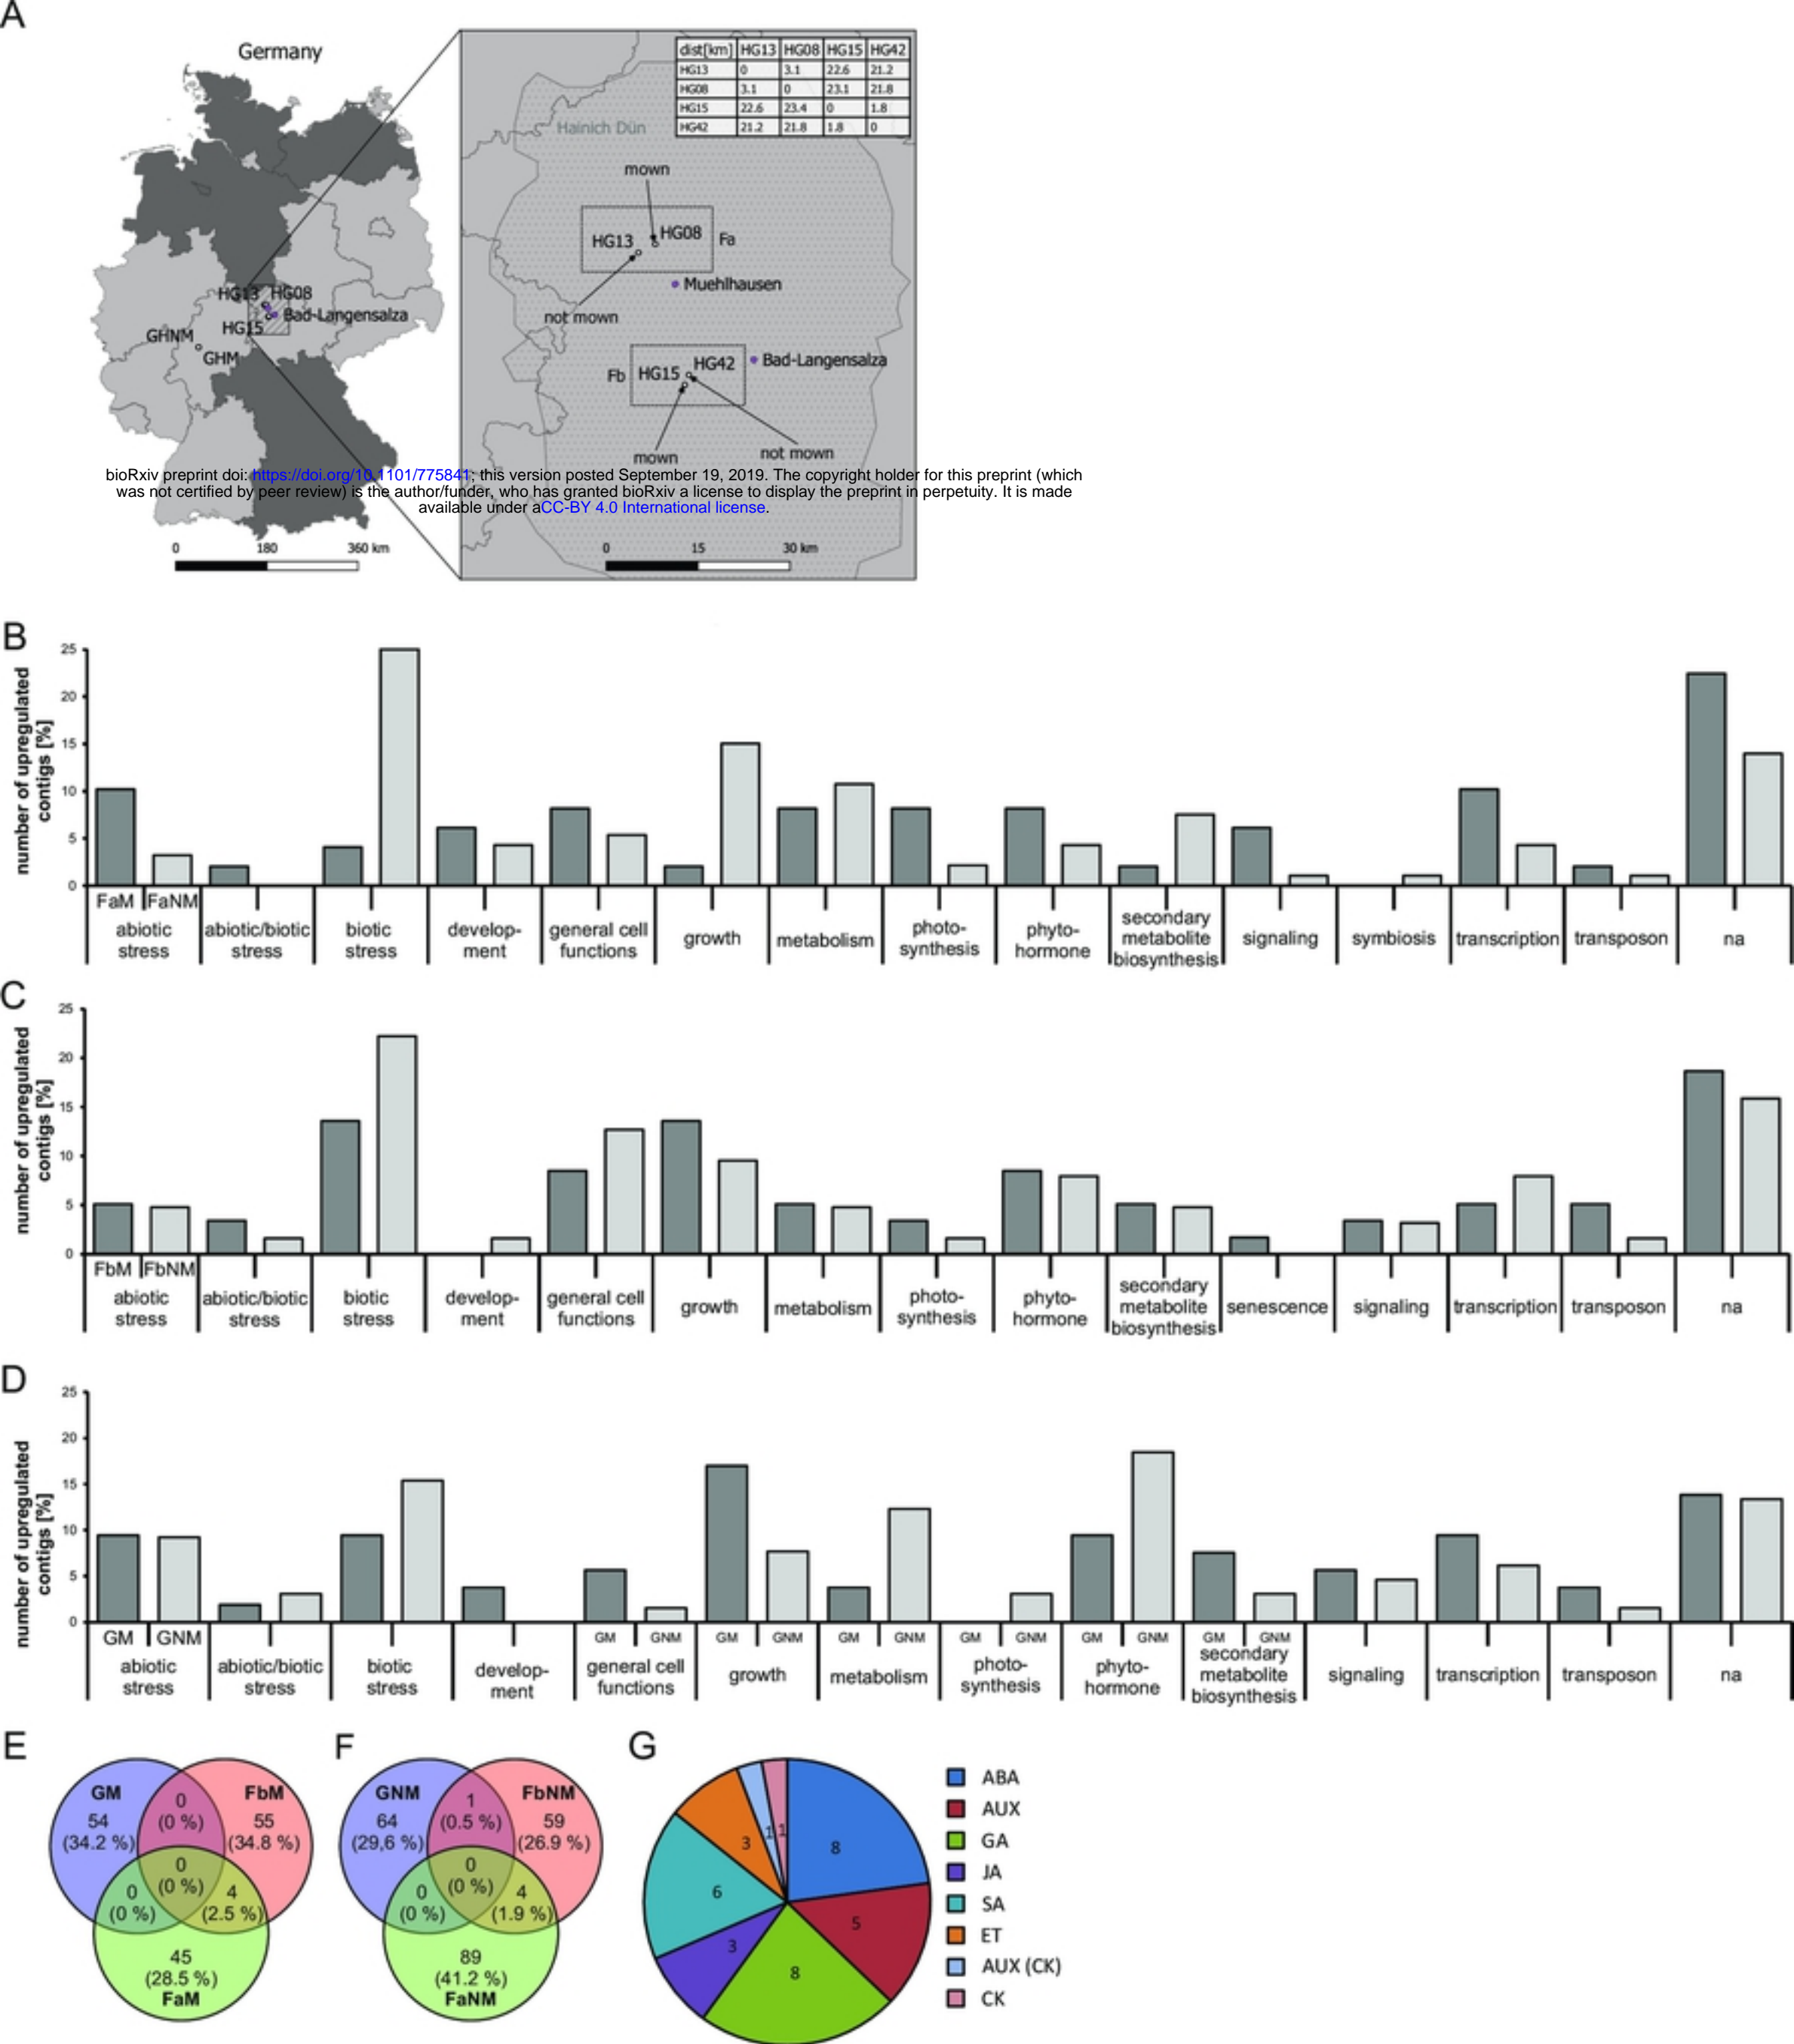 A
Germany
HG13 HG08
Bad-Langensalza
HG15
GHNM
GHM
0 180 360 km
dist[km] HG13 HG08 HG15 HG42
HG13 0 3.1 22.6 21.2
HG08 3.1 0 23.1 21.8
HG15 22.6 23.4 0 1.8
HG42 21.2 21.8 1.8 0
Hainich Dün
mown
HG13 HG08 Fa
Muehlhausen
not mown
Fb HG15 HG42
Bad-Langensalza
mown
not mown
0 15 30 km
bioRxiv preprint doi: https://doi.org/10.1101/775841; this version posted September 19, 2019. The copyright holder for this preprint (which
was not certified by peer review) is the author/funder, who has granted bioRxiv a license to display the preprint in perpetuity. It is made
available under aCC-BY 4.0 International license.
B
number of upregulated
contigs [%]
25
20
15
10
5
0
FaM FaNM
abiotic
stress
abiotic/biotic
stress
biotic
stress
develop-
ment
general cell
functions
growth
metabolism
photo-
synthesis
phyto-
hormone
secondary
metabolite
biosynthesis
signaling
symbiosis
transcription
transposon
na
C
number of upregulated
contigs [%]
25
20
15
10
5
0
FbM FbNM
abiotic
stress
abiotic/biotic
stress
biotic
stress
develop-
ment
general cell
functions
growth
metabolism
photo-
synthesis
phyto-
hormone
secondary
metabolite
biosynthesis
senescence
signaling
transcription
transposon
na
D
number of upregulated
contigs [%]
25
20
15
10
5
0
GM GNM
abiotic
stress
abiotic/biotic
stress
biotic
stress
develop-
ment
GM GNM
general cell
functions
GM GNM
growth
GM GNM
metabolism
GM GNM
photo-
synthesis
GM GNM
phyto-
hormone
GM GNM
secondary
metabolite
biosynthesis
signaling
transcription
transposon
na
E
GM
54
(34.2 %)
0
(0 %)
FbM
55
(34.8 %)
0
(0 %)
0
(0 %)
4
(2.5 %)
45
(28.5 %)
FaM
F
GNM
64
(29,6 %)
1
(0.5 %)
FbNM
59
(26.9 %)
0
(0 %)
0
(0 %)
4
(1.9 %)
89
(41.2 %)
FaNM
G
8
5
8
3
6
3
1
1
ABA
AUX
GA
JA
SA
ET
AUX (CK)
CK